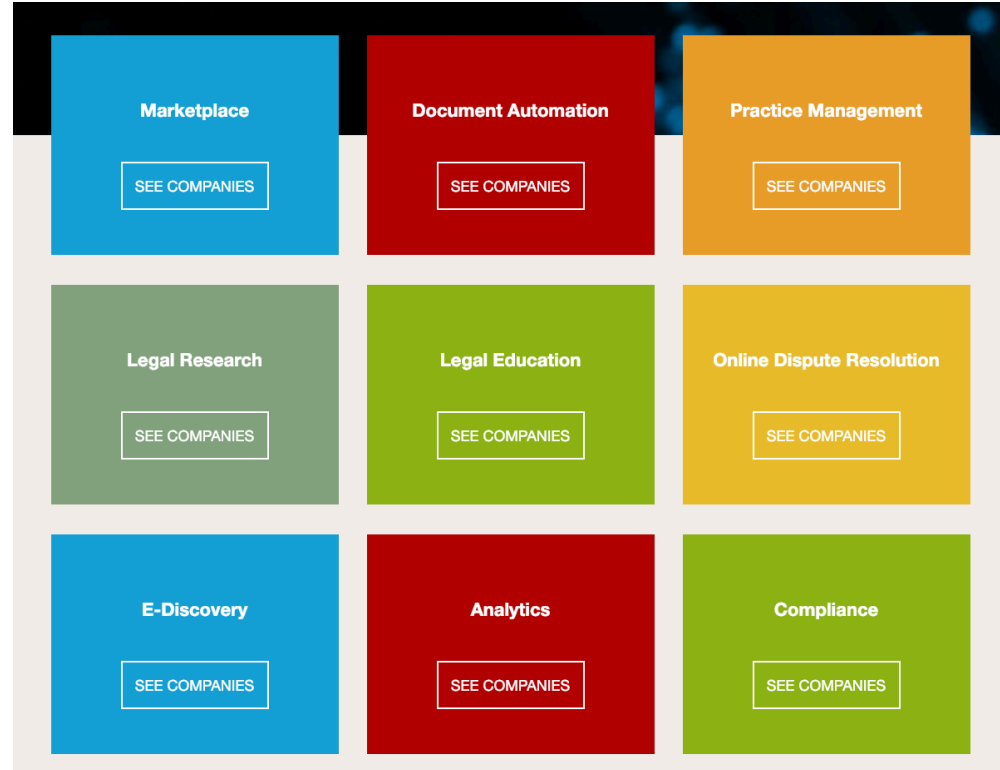 Marketplace
SEE COMPANIES
Document Automation
SEE COMPANIES
Practice Management
SEE COMPANIES
Legal Research
SEE COMPANIES
Legal Education
SEE COMPANIES
Online Dispute Resolution
SEE COMPANIES
E-Discovery
SEE COMPANIES
Analytics
SEE COMPANIES
Compliance
SEE COMPANIES